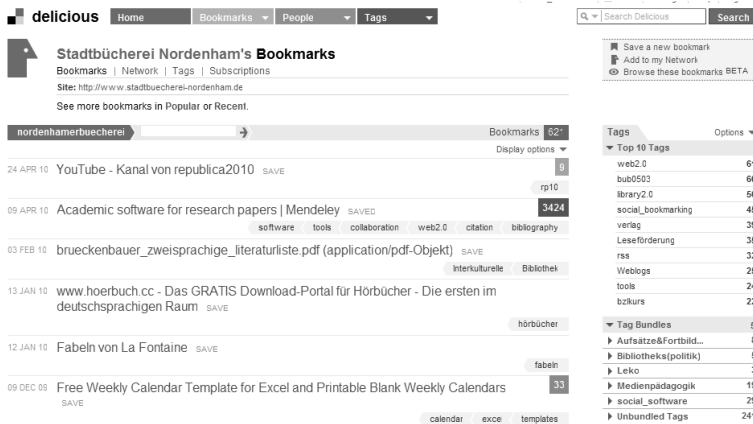 delicious Home Bookmarks People Tags Search Delicious Search
Stadtbücherei Nordenham's Bookmarks
Bookmarks | Network | Tags | Subscriptions
Site: http://www.stadtbuecherei-nordenham.de
See more bookmarks in Popular or Recent.
Save a new bookmark
Add to my Network
Browse these bookmarks BETA
nordenhamerbuecherei Bookmarks
Display options
24 APR 10 YouTube - Kanal von republica2010 SAVE 9
rp10
09 APR 10 Academic software for research papers | Mendeley SAVED 3424
software tools collaboration web2.0 citation bibliography
03 FEB 10 brueckenbauer_zweisprachige_literaturliste.pdf (application/pdf-Objekt) SAVE
Interkulturelle Bibliothek
13 JAN 10 www.hoerbuch.cc - Das GRATIS Download-Portal für Hörbücher - Die ersten im
deutschsprachigen Raum SAVE
hörbücher
12 JAN 10 Fabeln von La Fontaine SAVE
fabeln
09 DEC 09 Free Weekly Calendar Template for Excel and Printable Blank Weekly Calendars 33
SAVE
calendar excel templates
Tags Options
Top 10 Tags
web2.0
bub0503
library2.0
social_bookmarking
verlag
Leseförderung
rss
Weblogs
tools
bzlkurs
Tag Bundles
Aufsätze&Fortbild...
Bibliotheks(politik)
Leko
Medienpädagogik
social_software
Unbundled Tags